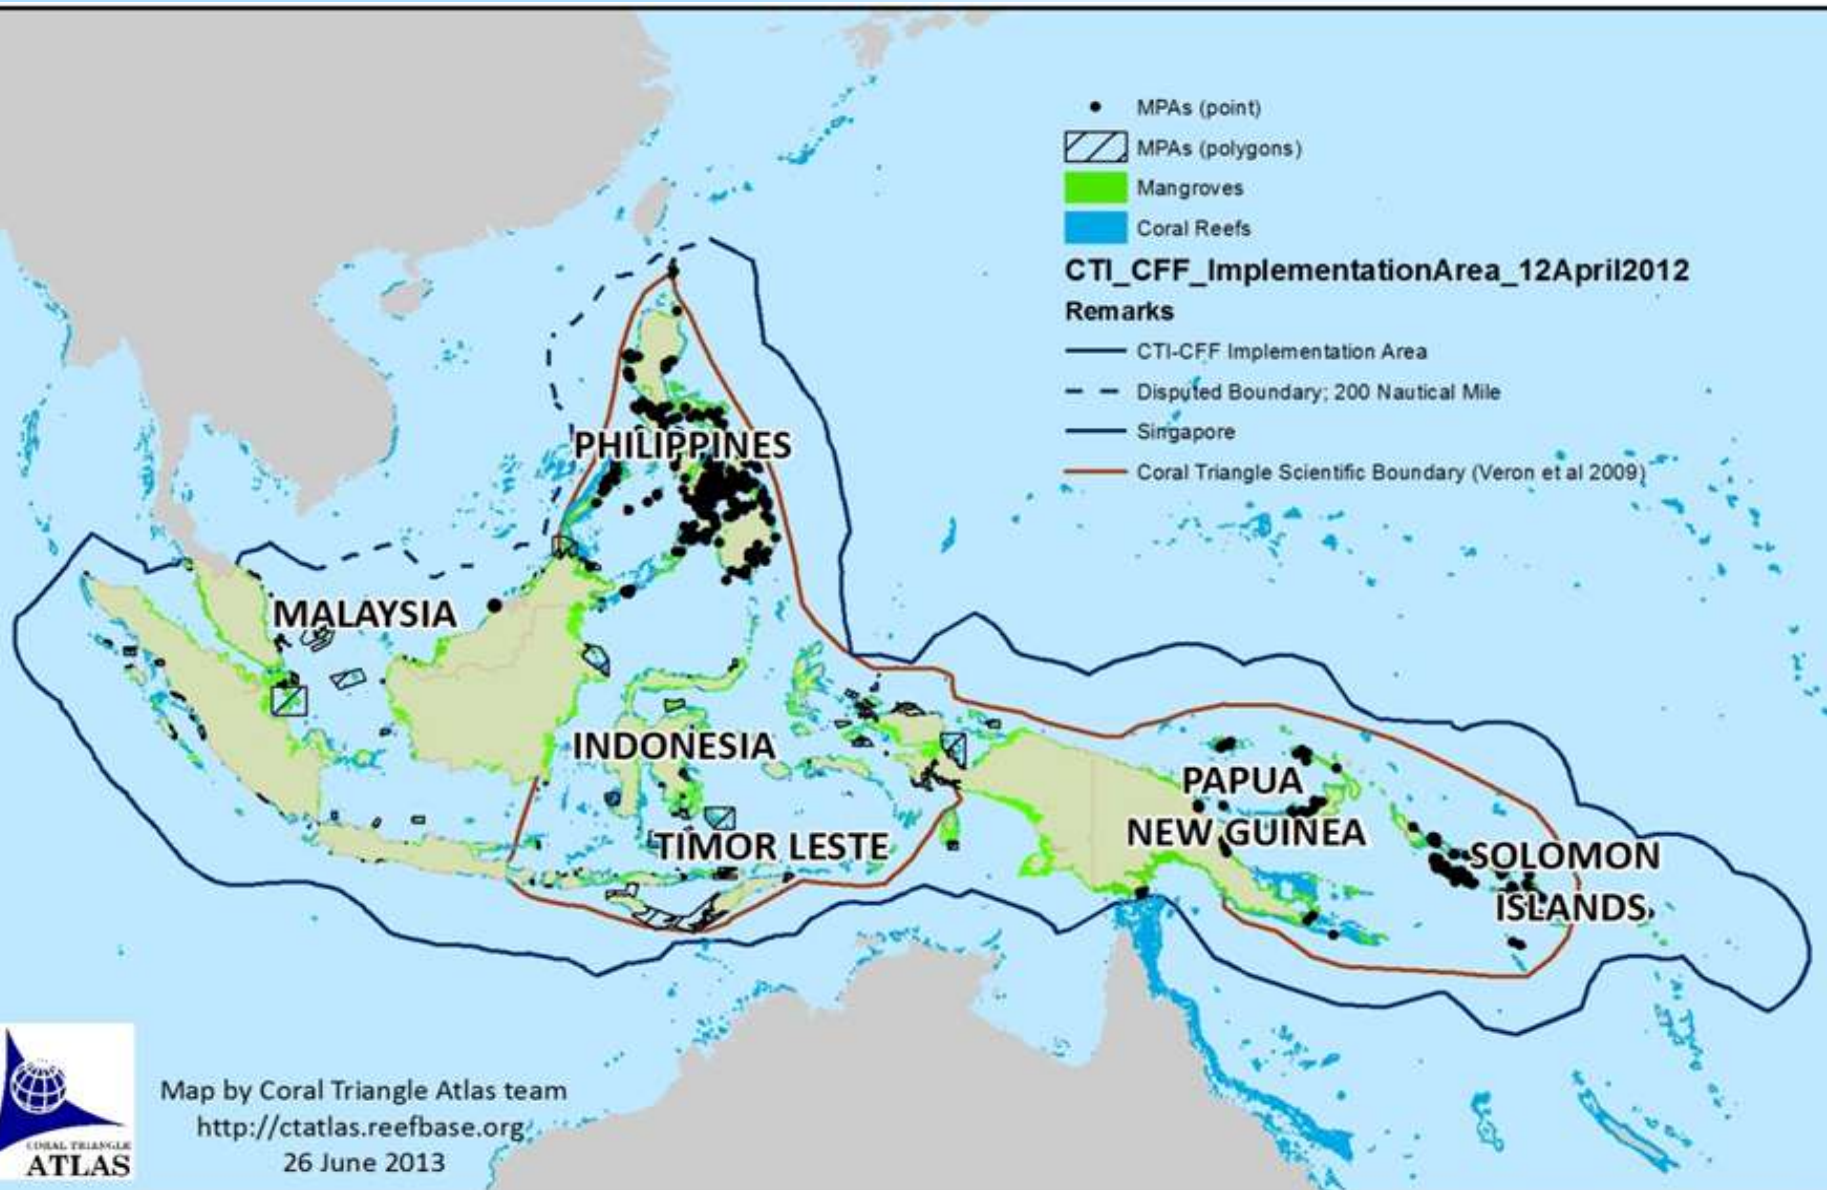 MPAs (point)
MPAs (polygons)
Mangroves
Coral Reefs
CTI_CFF_ImplementationArea_12April2012
Remarks
CTI-CFF Implementation Area
Disputed Boundary; 200 Nautical Mile
Singapore
Coral Triangle Scientific Boundary (Veron et al 2009)
PHILIPPINES
MALAYSIA
INDONESIA
TIMOR LESTE
PAPUA
NEW GUINEA
SOLOMON
ISLANDS
Map by Coral Triangle Atlas team
http://ctatlas.reefbase.org
26 June 2013
CORAL TRIANGLE
ATLAS